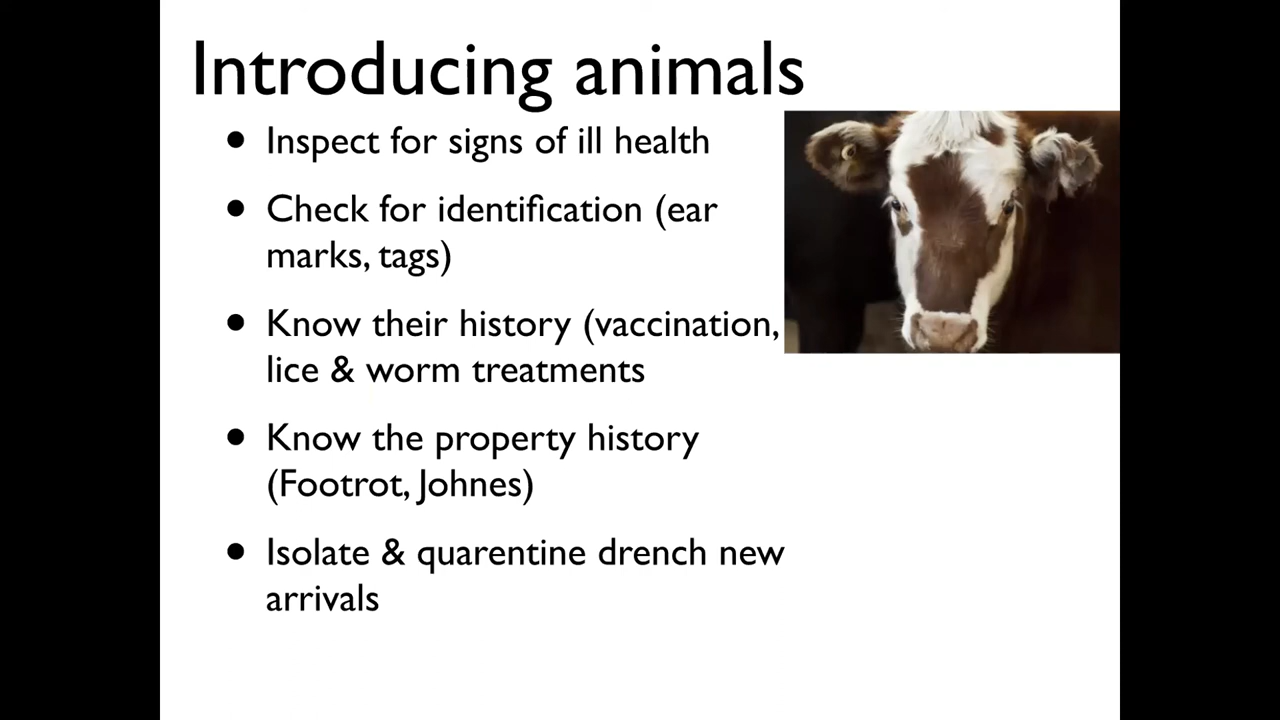 Introducing animals
• Inspect for signs of ill health
• Check for identification (ear
marks, tags)
• Know their history (vaccination,
lice & worm treatments
• Know the property history
(Footrot, Johnes)
• Isolate & quarentine drench new
arrivals